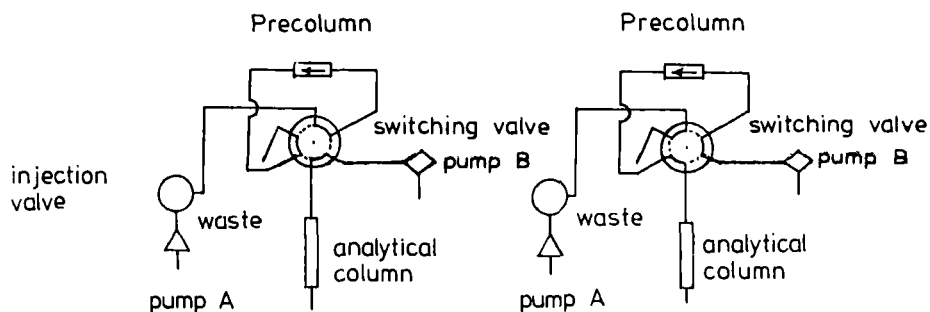 Precolumn
switching valve
pump B
injection
valve
waste
analytical
column
pump A
Precolumn
switching valve
pump B
waste
analytical
column
pump A